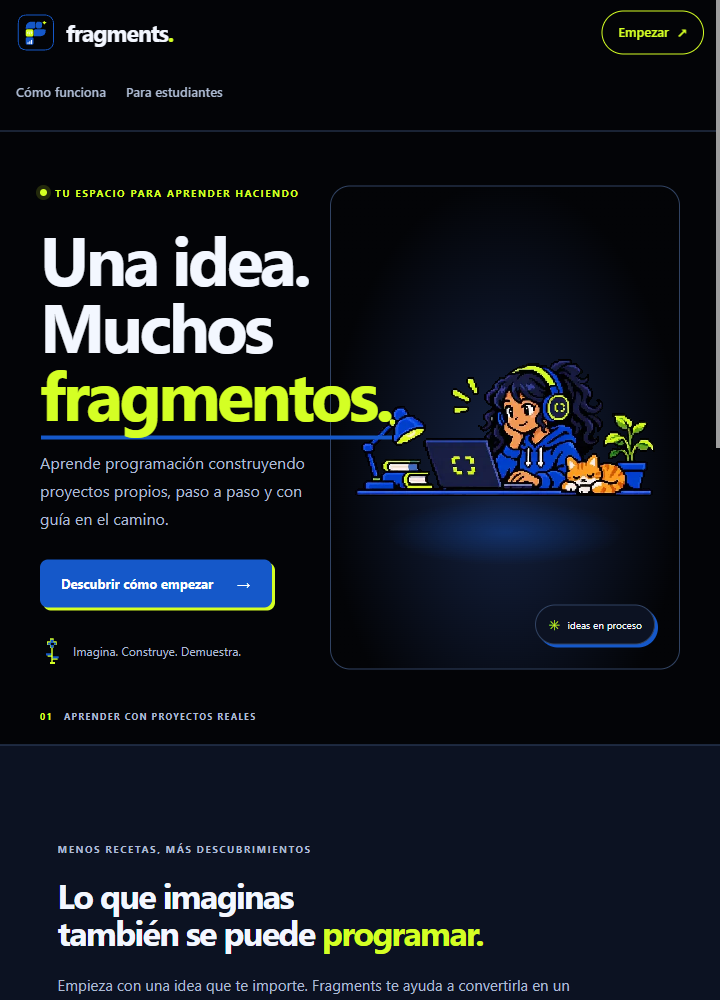 fragments.
Empezar ↗
Cómo funciona
Para estudiantes
TU ESPACIO PARA APRENDER HACIENDO
Una idea.
Muchos
fragmentos.
Aprende programación construyendo
proyectos propios, paso a paso y con
guía en el camino.
Descubrir cómo empezar →
Imagina. Construye. Demuestra.
ideas en proceso
01 APRENDER CON PROYECTOS REALES
MENOS RECETAS, MÁS DESCUBRIMIENTOS
Lo que imaginas
también se puede programar.
Empieza con una idea que te importe. Fragments te ayuda a convertirla en un